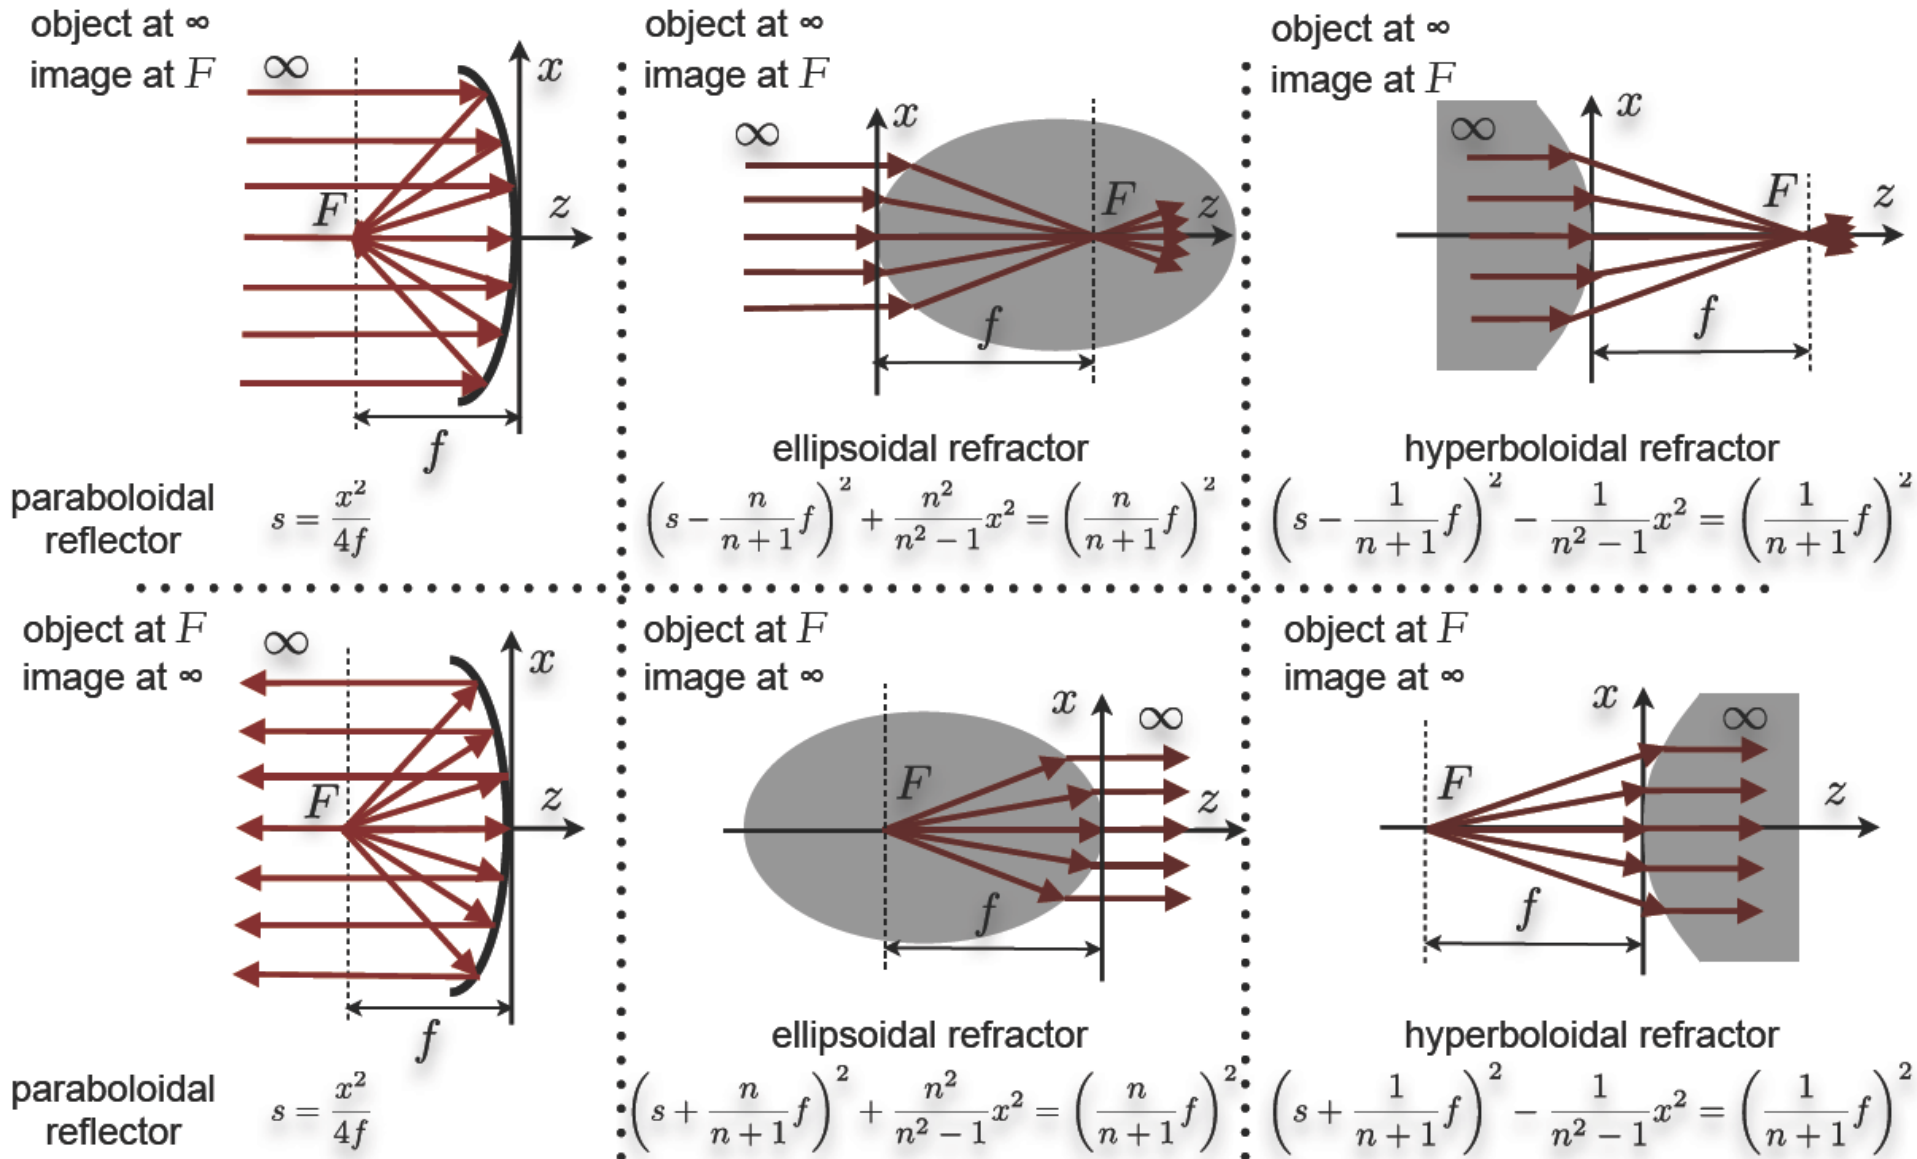 object at ∞
image at F
∞
x
F
z
f
paraboloidal
reflector
s = x²/4f
object at ∞
image at F
∞
x
F
z
f
ellipsoidal refractor
(s − n/(n+1) f)² + n²/(n²−1) x² = (n/(n+1) f)²
object at ∞
image at F
∞
x
F
z
f
hyperboloidal refractor
(s − 1/(n+1) f)² − 1/(n²−1) x² = (1/(n+1) f)²
object at F
image at ∞
∞
x
F
z
f
paraboloidal
reflector
s = x²/4f
object at F
image at ∞
x
∞
F
z
f
ellipsoidal refractor
(s + n/(n+1) f)² + n²/(n²−1) x² = (n/(n+1) f)²
object at F
image at ∞
x
∞
F
z
f
hyperboloidal refractor
(s + 1/(n+1) f)² − 1/(n²−1) x² = (1/(n+1) f)²